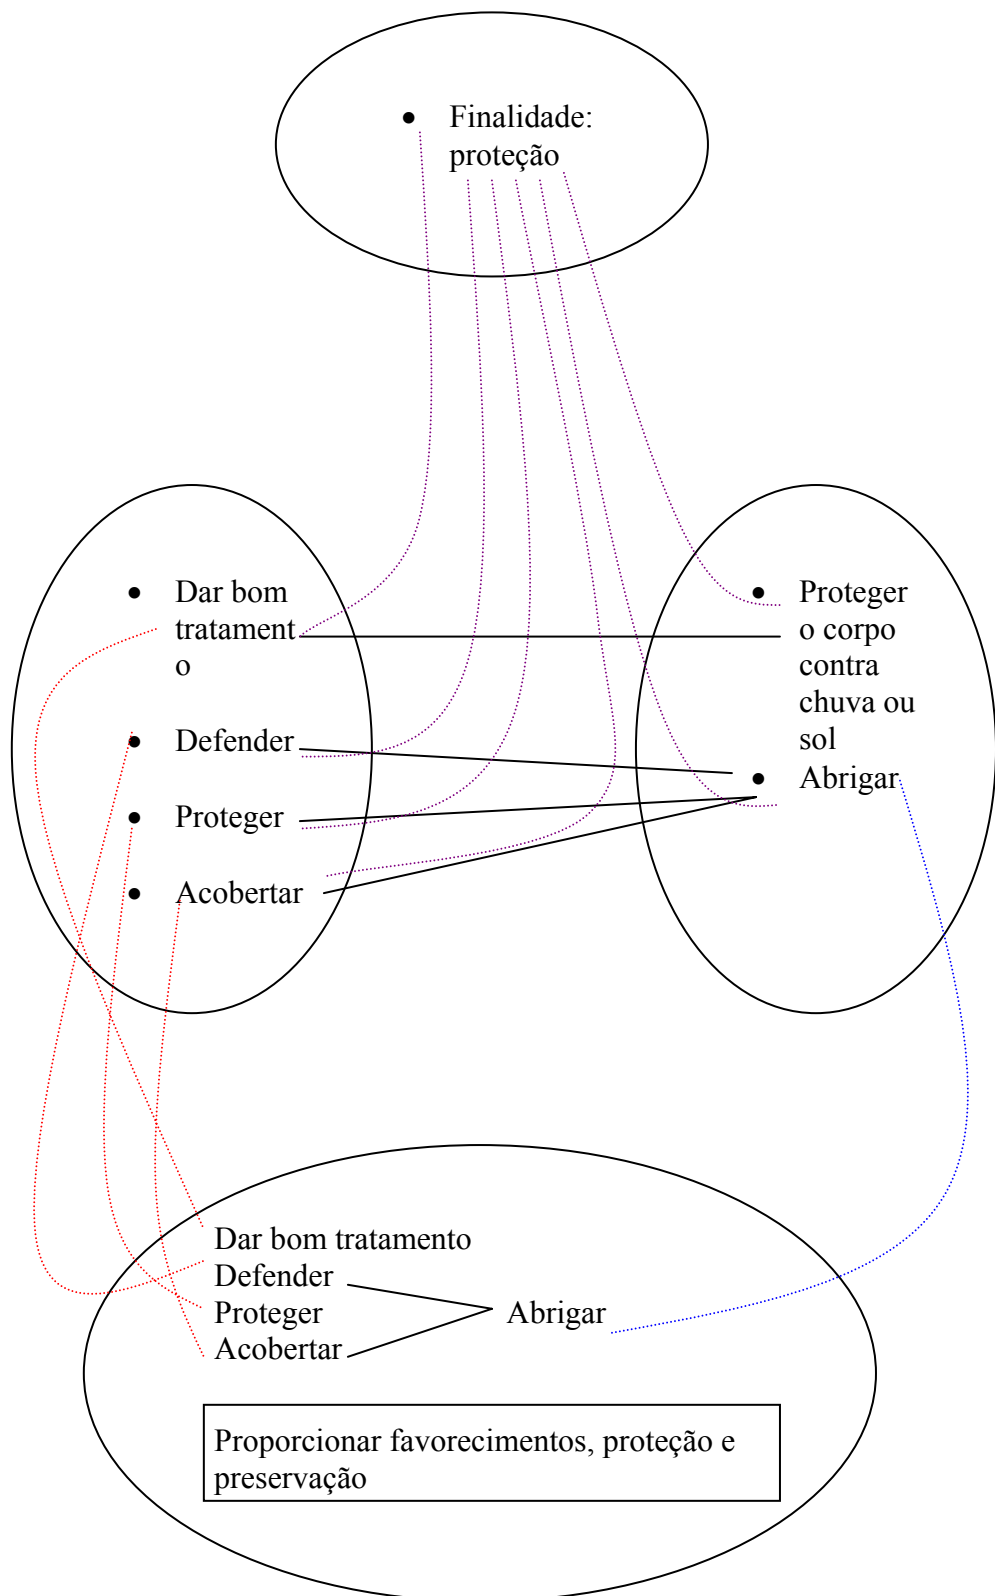 • Finalidade:
proteção
• Dar bom
tratament
o
• Defender
• Proteger
• Acobertar
• Proteger
o corpo
contra
chuva ou
sol
• Abrigar
Dar bom tratamento
Defender
Proteger
Acobertar
Abrigar
Proporcionar favorecimentos, proteção e
preservação